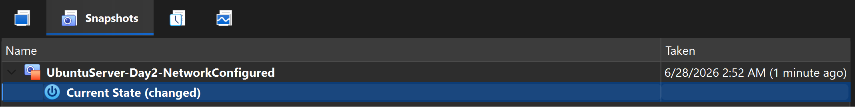 Snapshots
Name Taken
UbuntuServer-Day2-NetworkConfigured 6/28/2026 2:52 AM (1 minute ago)
Current State (changed)